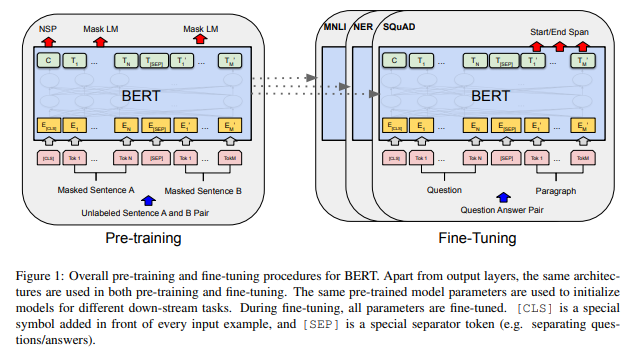 NSP Mask LM Mask LM
C T1 ... TN T[SEP] T1' ... TM'
BERT
E[CLS] E1 ... EN E[SEP] E1' ... EM'
[CLS] Tok 1 ... Tok N [SEP] Tok 1 ... TokM
Masked Sentence A Masked Sentence B
Unlabeled Sentence A and B Pair
Pre-training
MNLI NER SQuAD
Start/End Span
C T1 ... TN T[SEP] T1' ... TM'
BERT
E[CLS] E1 ... EN E[SEP] E1' ... EM'
[CLS] Tok 1 ... Tok N [SEP] Tok 1 ... TokM
Question Paragraph
Question Answer Pair
Fine-Tuning
Figure 1: Overall pre-training and fine-tuning procedures for BERT. Apart from output layers, the same architec-
tures are used in both pre-training and fine-tuning. The same pre-trained model parameters are used to initialize
models for different down-stream tasks. During fine-tuning, all parameters are fine-tuned. [CLS] is a special
symbol added in front of every input example, and [SEP] is a special separator token (e.g. separating ques-
tions/answers).